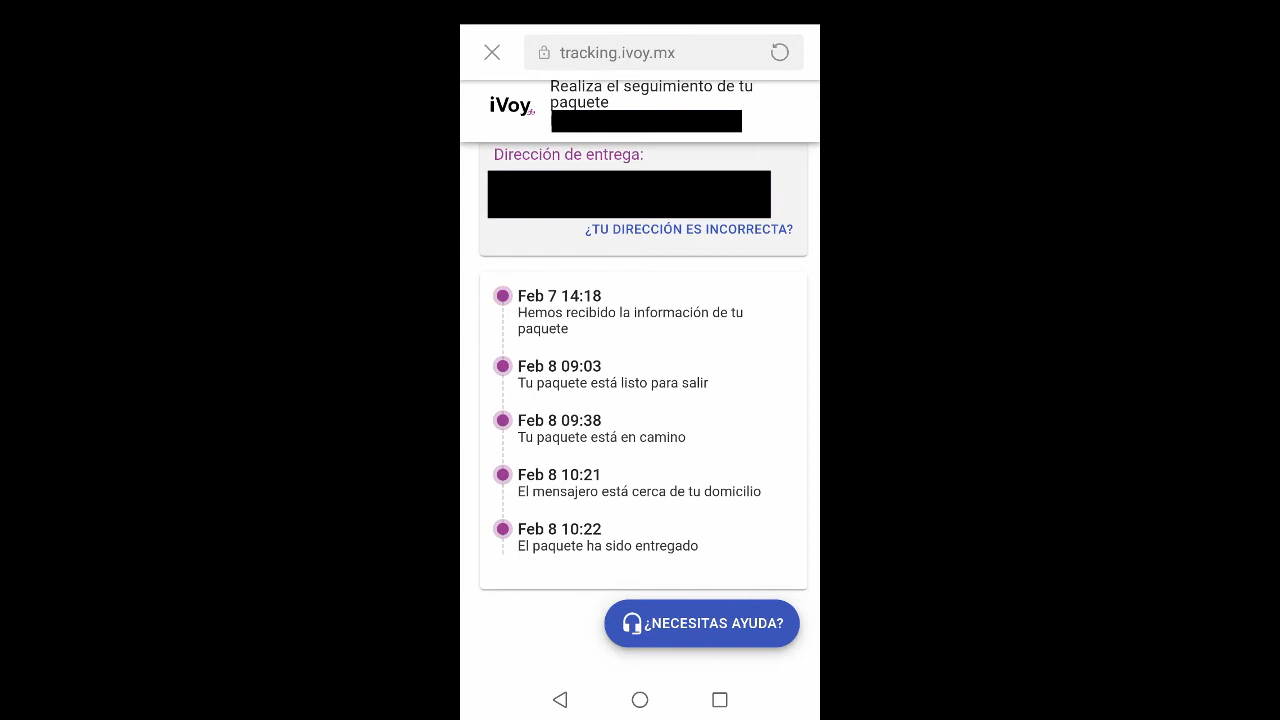 tracking.ivoy.mx
Realiza el seguimiento de tu
paquete
iVoy
Dirección de entrega:
¿TU DIRECCIÓN ES INCORRECTA?
Feb 7 14:18
Hemos recibido la información de tu
paquete
Feb 8 09:03
Tu paquete está listo para salir
Feb 8 09:38
Tu paquete está en camino
Feb 8 10:21
El mensajero está cerca de tu domicilio
Feb 8 10:22
El paquete ha sido entregado
¿NECESITAS AYUDA?